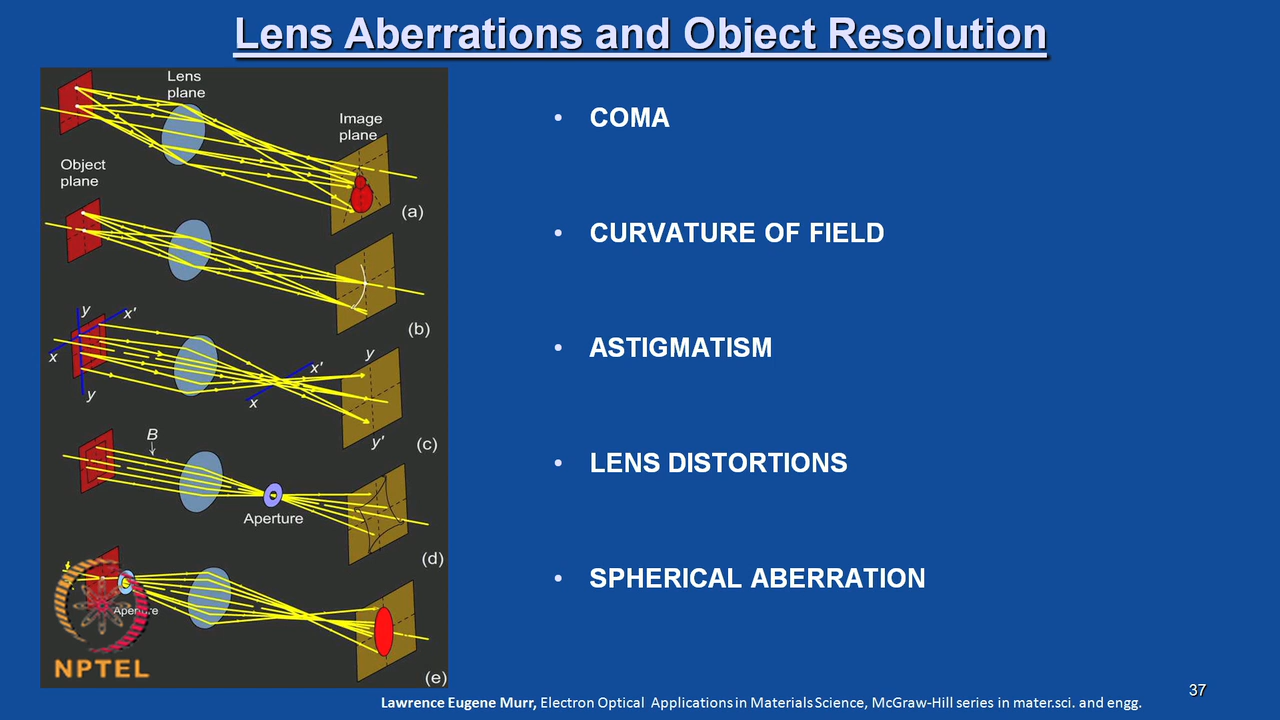 Lens Aberrations and Object Resolution
Lens
plane
Image
plane
Object
plane
(a)
(b)
y
x'
x
y
y
x'
x
y'
(c)
B
Aperture
(d)
Aperture
(e)
NPTEL
• COMA
• CURVATURE OF FIELD
• ASTIGMATISM
• LENS DISTORTIONS
• SPHERICAL ABERRATION
Lawrence Eugene Murr, Electron Optical Applications in Materials Science, McGraw-Hill series in mater.sci. and engg.
37